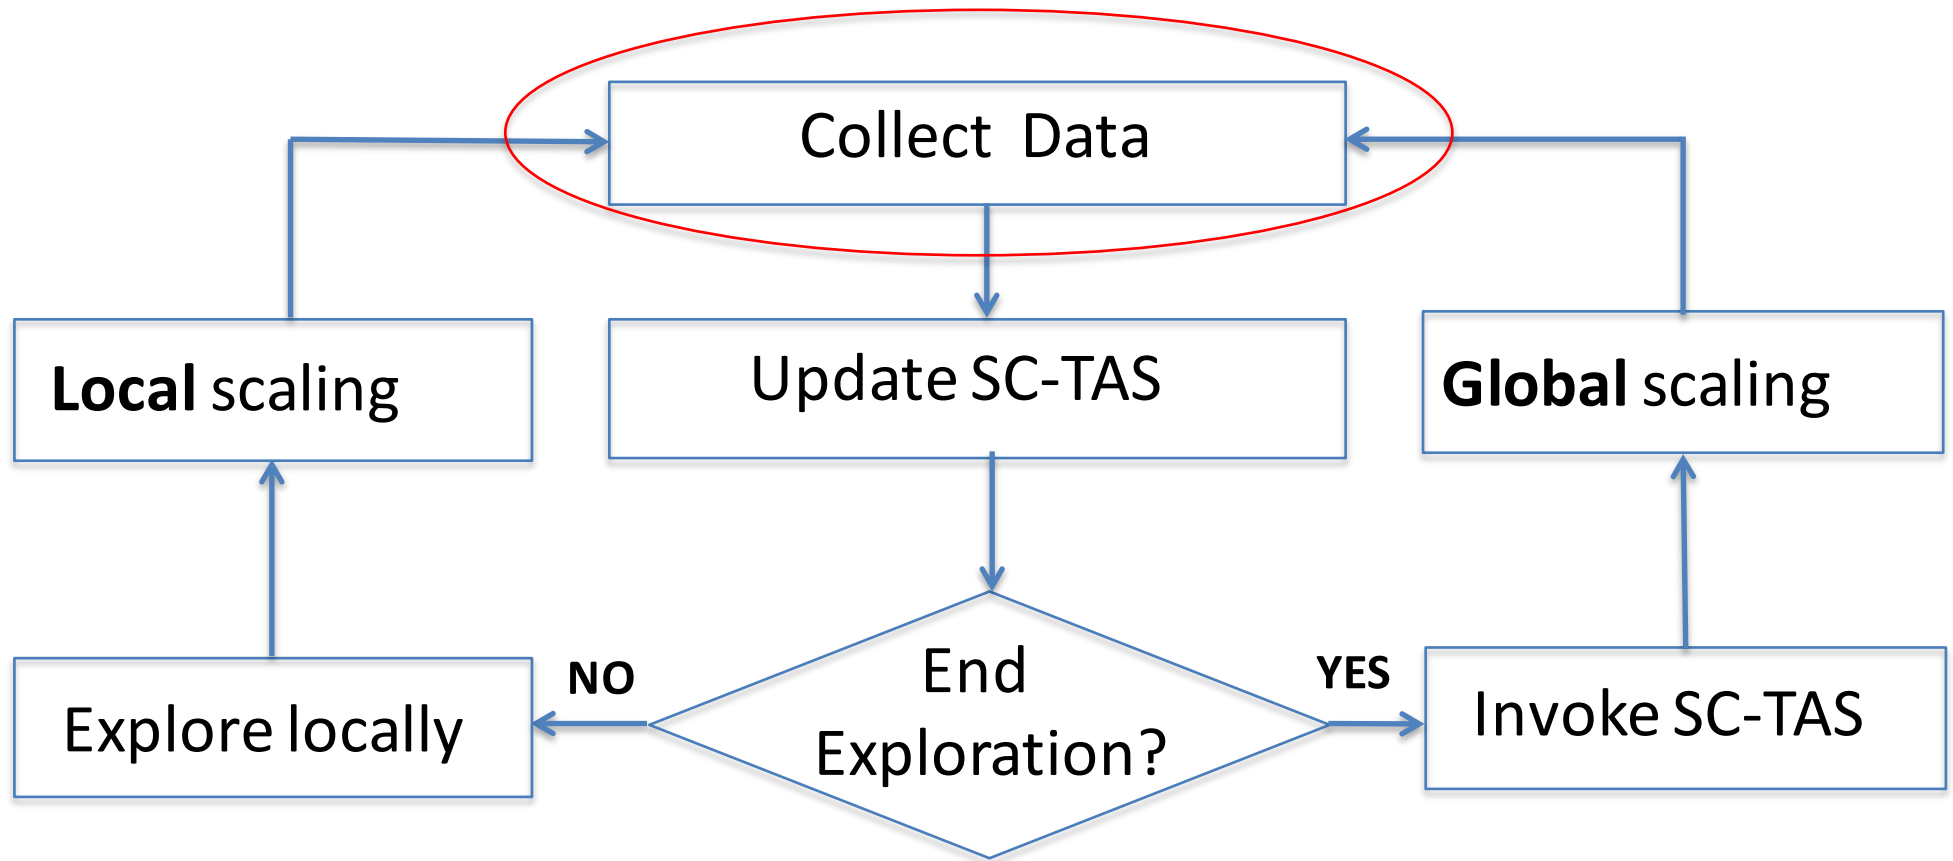 Collect Data
Local scaling
Update SC-TAS
Global scaling
NO
End
YES
Explore locally
Exploration?
Invoke SC-TAS